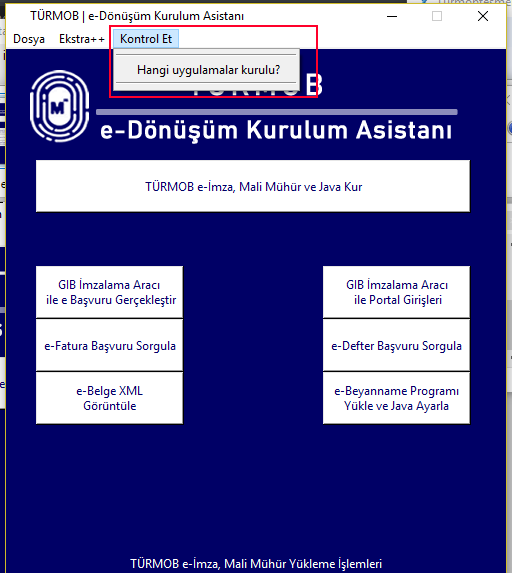 TÜRMOB | e-Dönüşüm Kurulum Asistanı
Dosya Ekstra++ Kontrol Et
Hangi uygulamalar kurulu?
TÜRMOB
e-Dönüşüm Kurulum Asistanı
TÜRMOB e-İmza, Mali Mühür ve Java Kur
GIB İmzalama Aracı
ile e Başvuru Gerçekleştir
GIB İmzalama Aracı
ile Portal Girişleri
e-Fatura Başvuru Sorgula
e-Defter Başvuru Sorgula
e-Belge XML
Görüntüle
e-Beyanname Programı
Yükle ve Java Ayarla
TÜRMOB e-İmza, Mali Mühür Yükleme İşlemleri